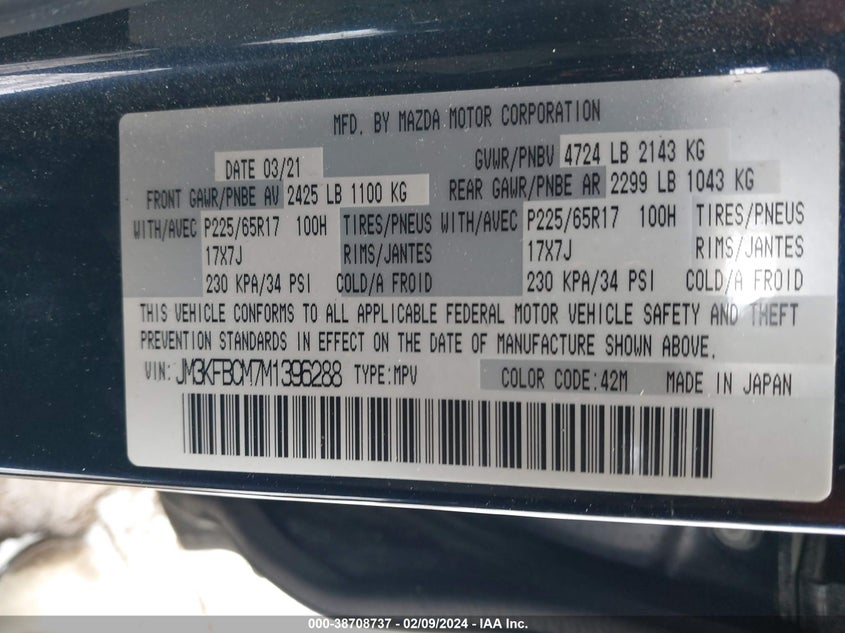 MFD. BY MAZDA MOTOR CORPORATION
DATE 03/21 GVWR/PNBV 4724 LB 2143 KG
FRONT GAWR/PNBE AV 2425 LB 1100 KG REAR GAWR/PNBE AR 2299 LB 1043 KG
WITH/AVEC P225/65R17 100H TIRES/PNEUS WITH/AVEC P225/65R17 100H TIRES/PNEUS
17X7J RIMS/JANTES 17X7J RIMS/JANTES
230 KPA/34 PSI COLD/A FROID 230 KPA/34 PSI COLD/A FROID
THIS VEHICLE CONFORMS TO ALL APPLICABLE FEDERAL MOTOR VEHICLE SAFETY AND THEFT
PREVENTION STANDARDS IN EFFECT ON THE DATE OF MANUFACTURE SHOWN ABOVE.
VIN: JM3KFBCM7M1396288 TYPE:MPV COLOR CODE:42M MADE IN JAPAN
000-38708737 - 02/09/2024 - IAA Inc.